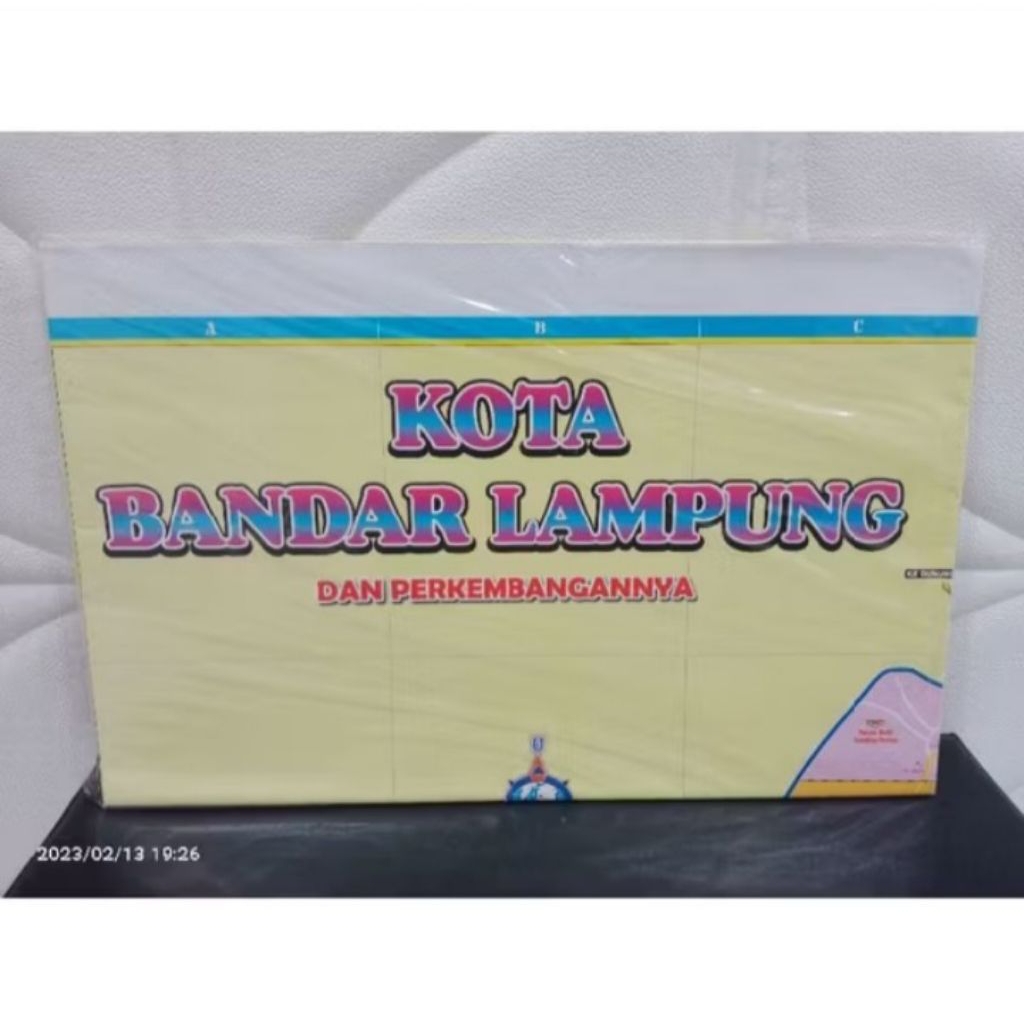 A B C
KOTA
BANDAR LAMPUNG
DAN PERKEMBANGANNYA
U
2023/02/13 19:26